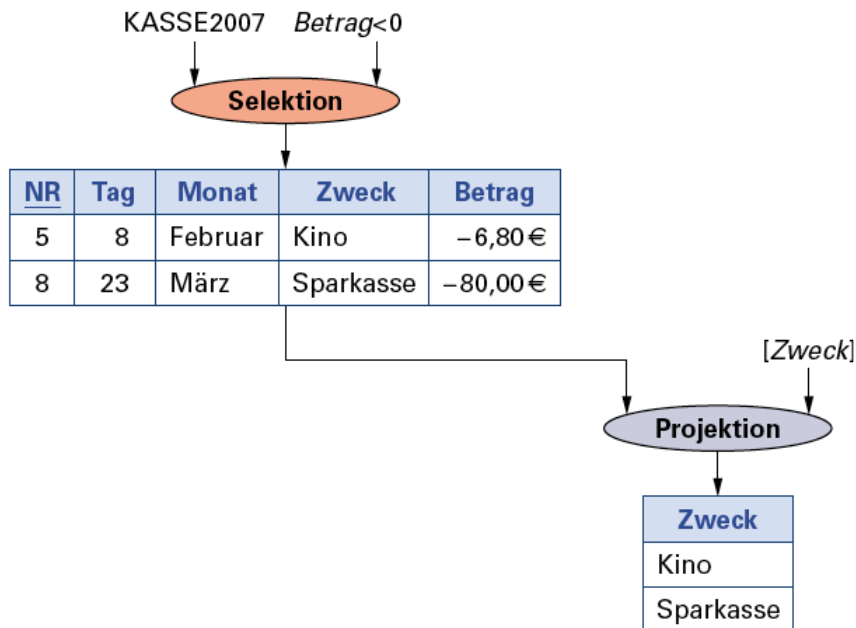 KASSE2007 Betrag<0
Selektion
NR Tag Monat Zweck Betrag
5 8 Februar Kino –6,80 €
8 23 März Sparkasse –80,00 €
[Zweck]
Projektion
Zweck
Kino
Sparkasse